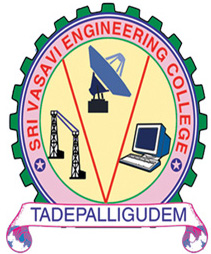 SRI VASAVI ENGINEERING COLLEGE
TADEPALLIGUDEM